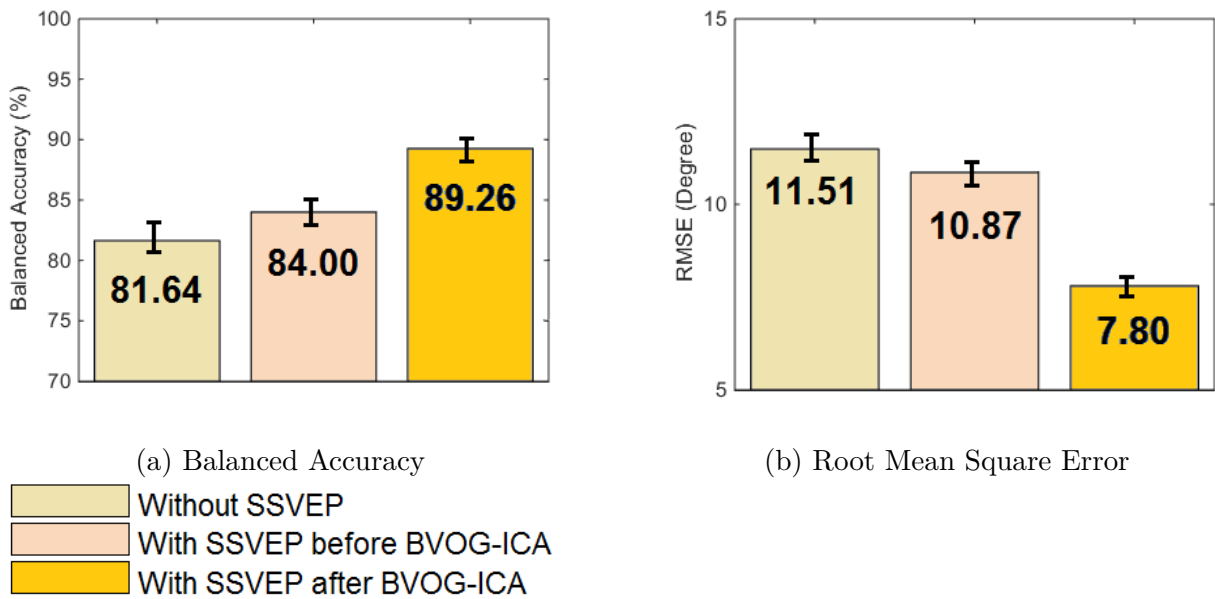 100
95
90
85
80
75
70
Balanced Accuracy (%)
81.64
84.00
89.26
(a) Balanced Accuracy
15
10
5
RMSE (Degree)
11.51
10.87
7.80
(b) Root Mean Square Error
Without SSVEP
With SSVEP before BVOG-ICA
With SSVEP after BVOG-ICA